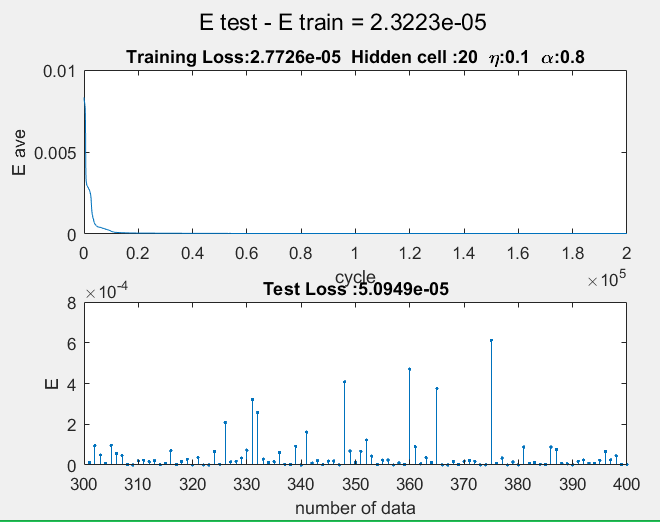 E test - E train = 2.3223e-05
Training Loss:2.7726e-05 Hidden cell :20 η:0.1 α:0.8
0.01
0.005
0
E ave
0 0.2 0.4 0.6 0.8 1 1.2 1.4 1.6 1.8 2
cycle
×10^5
Test Loss :5.0949e-05
×10^-4
8
6
4
2
0
E
300 310 320 330 340 350 360 370 380 390 400
number of data